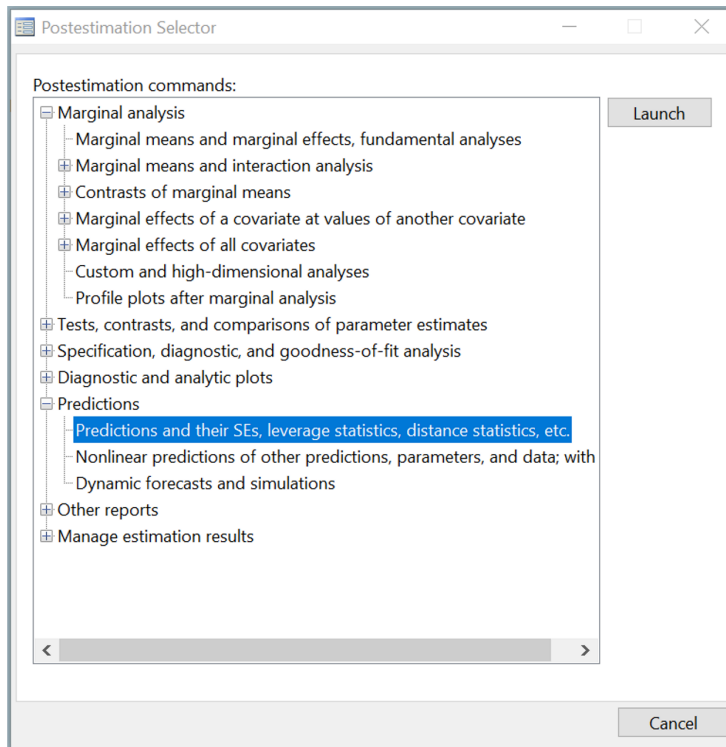 Postestimation Selector
Postestimation commands:
Marginal analysis
Launch
Marginal means and marginal effects, fundamental analyses
Marginal means and interaction analysis
Contrasts of marginal means
Marginal effects of a covariate at values of another covariate
Marginal effects of all covariates
Custom and high-dimensional analyses
Profile plots after marginal analysis
Tests, contrasts, and comparisons of parameter estimates
Specification, diagnostic, and goodness-of-fit analysis
Diagnostic and analytic plots
Predictions
Predictions and their SEs, leverage statistics, distance statistics, etc.
Nonlinear predictions of other predictions, parameters, and data; with
Dynamic forecasts and simulations
Other reports
Manage estimation results
Cancel